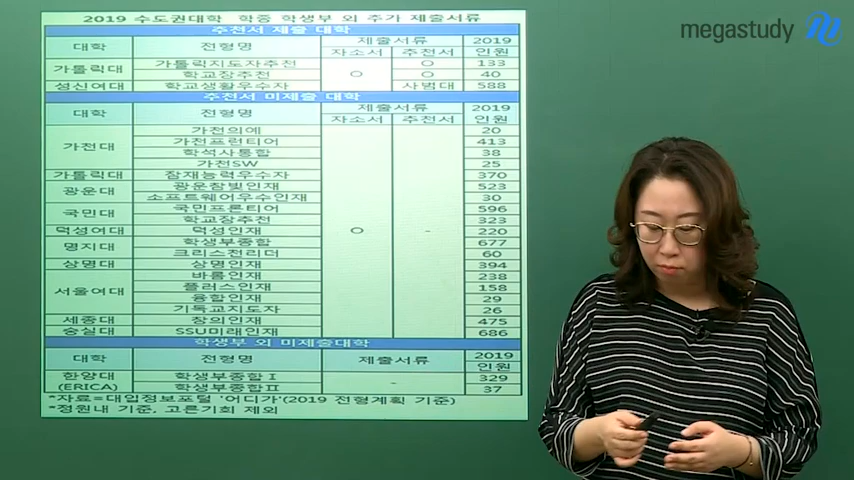 2019 수도권대학 학종 학생부 외 추가 제출서류
megastudy
추천서 제출 대학
대학 전형명 제출서류 2019 인원
자소서 추천서
가톨릭대 가톨릭지도자추천 ○ ○ 133
학교장추천 ○ 40
성신여대 학교생활우수자 사범대 588
추천서 미제출 대학
대학 전형명 제출서류 2019 인원
자소서 추천서
가천대 가천의예 ○ - 20
가천프런티어 413
학석사통합 38
가천SW 25
가톨릭대 잠재능력우수자 370
광운대 광운참빛인재 523
소프트웨어우수인재 30
국민대 국민프론티어 596
학교장추천 323
덕성여대 덕성인재 220
명지대 학생부종합 677
크리스천리더 60
상명대 상명인재 394
서울여대 바롬인재 238
플러스인재 158
융합인재 29
기독교지도자 26
세종대 창의인재 475
숭실대 SSU미래인재 686
학생부 외 미제출대학
대학 전형명 제출서류 2019 인원
한양대 (ERICA) 학생부종합Ⅰ - 329
학생부종합Ⅱ 37
*자료=대입정보포털 '어디가'(2019 전형계획 기준)
*정원내 기준, 고른기회 제외